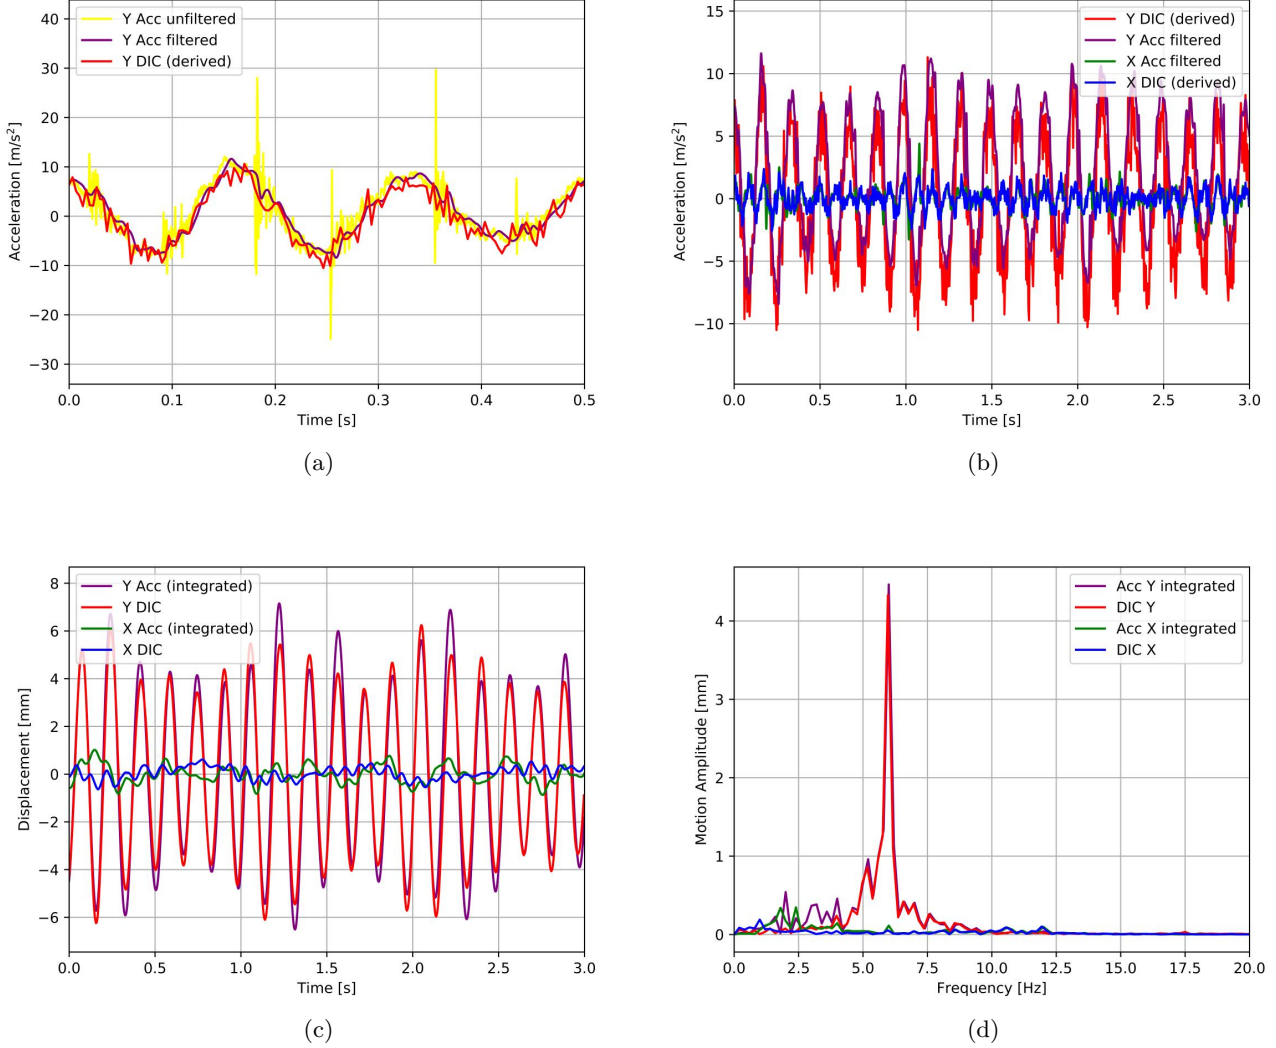 40
30
20
10
0
−10
−20
−30
Acceleration [m/s²]
Y Acc unfiltered
Y Acc filtered
Y DIC (derived)
0.0 0.1 0.2 0.3 0.4 0.5
Time [s]
(a)
15
10
5
0
−5
−10
Acceleration [m/s²]
Y DIC (derived)
Y Acc filtered
X Acc filtered
X DIC (derived)
0.0 0.5 1.0 1.5 2.0 2.5 3.0
Time [s]
(b)
8
6
4
2
0
−2
−4
−6
Displacement [mm]
Y Acc (integrated)
Y DIC
X Acc (integrated)
X DIC
0.0 0.5 1.0 1.5 2.0 2.5 3.0
Time [s]
(c)
4
3
2
1
0
Motion Amplitude [mm]
Acc Y integrated
DIC Y
Acc X integrated
DIC X
0.0 2.5 5.0 7.5 10.0 12.5 15.0 17.5 20.0
Frequency [Hz]
(d)